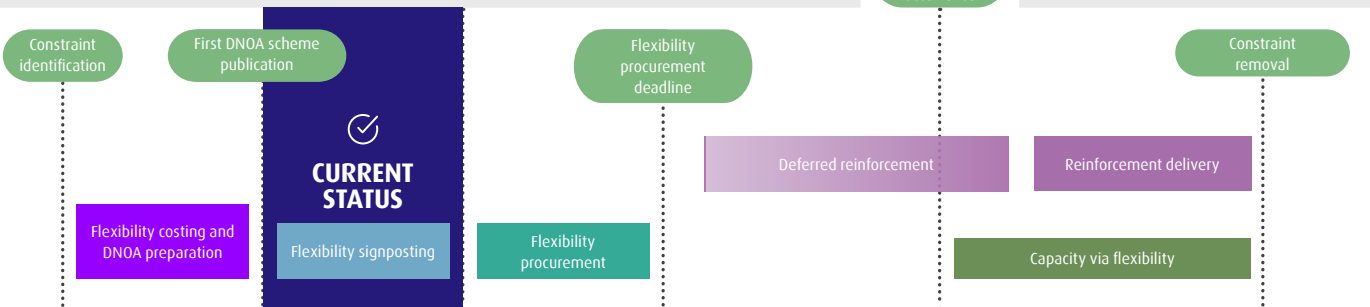 Constraint
identification
First DNOA scheme
publication
Flexibility
procurement
deadline
Constraint
removal
CURRENT
STATUS
Deferred reinforcement
Reinforcement delivery
Flexibility costing and
DNOA preparation
Flexibility signposting
Flexibility
procurement
Capacity via flexibility